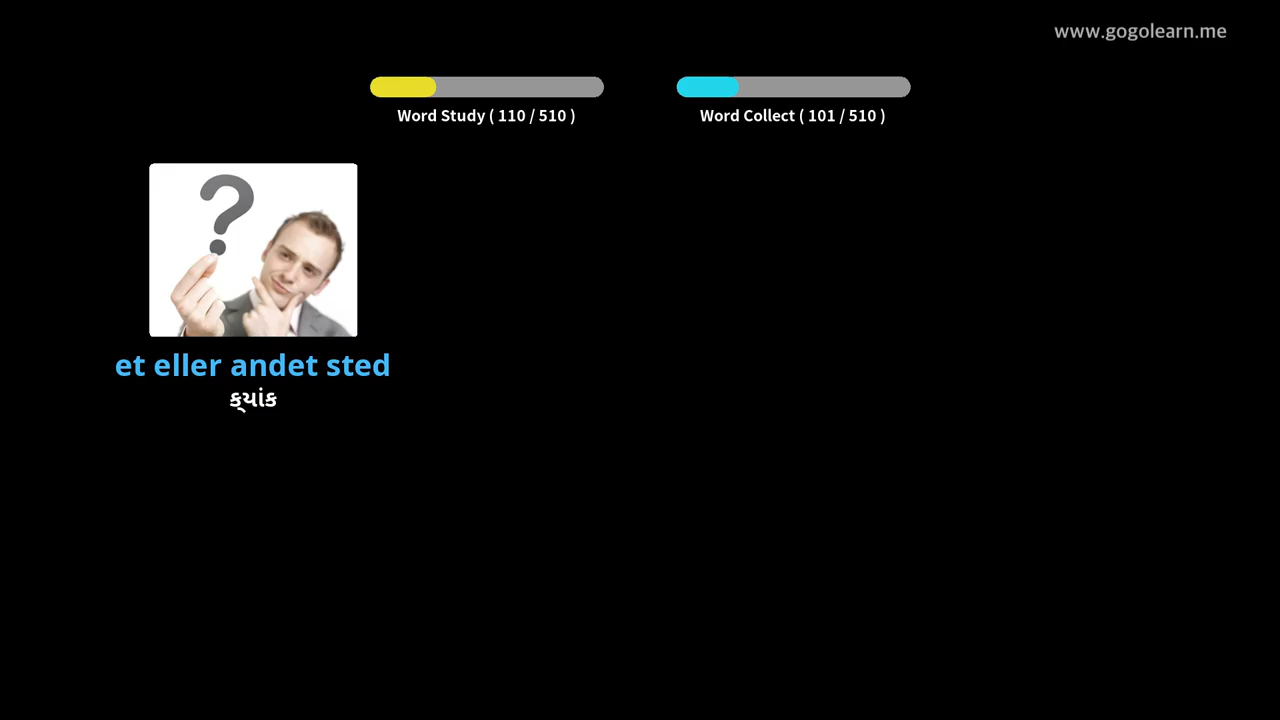 www.gogolearn.me
Word Study ( 110 / 510 )
Word Collect ( 101 / 510 )
?
et eller andet sted
ક્યાંક